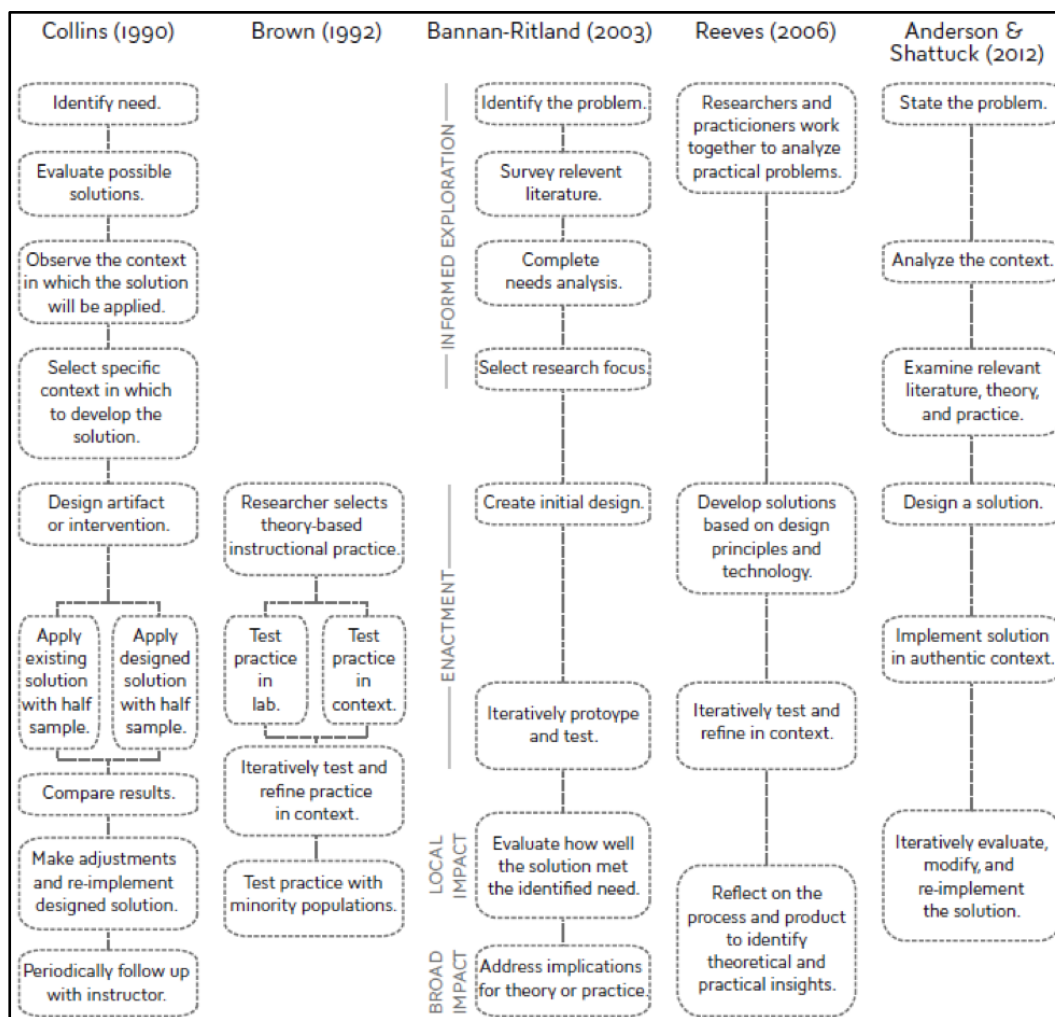 Collins (1990)
Identify need.
Evaluate possible
solutions.
Observe the context
in which the solution
will be applied.
Select specific
context in which
to develop the
solution.
Design artifact
or intervention.
Apply
existing
solution
with half
sample.
Apply
designed
solution
with half
sample.
Compare results.
Make adjustments
and re-implement
designed solution.
Periodically follow up
with instructor.
Brown (1992)
Researcher selects
theory-based
instructional practice.
Test
practice
in
lab.
Test
practice
in
context.
Iteratively test and
refine practice
in context.
Test practice with
minority populations.
Bannan-Ritland (2003)
INFORMED EXPLORATION
Identify the problem.
Survey relevent
literature.
Complete
needs analysis.
Select research focus.
ENACTMENT
Create initial design.
Iteratively protoype
and test.
LOCAL
IMPACT
Evaluate how well
the solution met
the identified need.
BROAD
IMPACT
Address implications
for theory or practice.
Reeves (2006)
Researchers and
practicioners work
together to analyze
practical problems.
Develop solutions
based on design
principles and
technology.
Iteratively test and
refine in context.
Reflect on the
process and product
to identify
theoretical and
practical insights.
Anderson &
Shattuck (2012)
State the problem.
Analyze the context.
Examine relevant
literature, theory,
and practice.
Design a solution.
Implement solution
in authentic context.
Iteratively evaluate,
modify, and
re-implement
the solution.